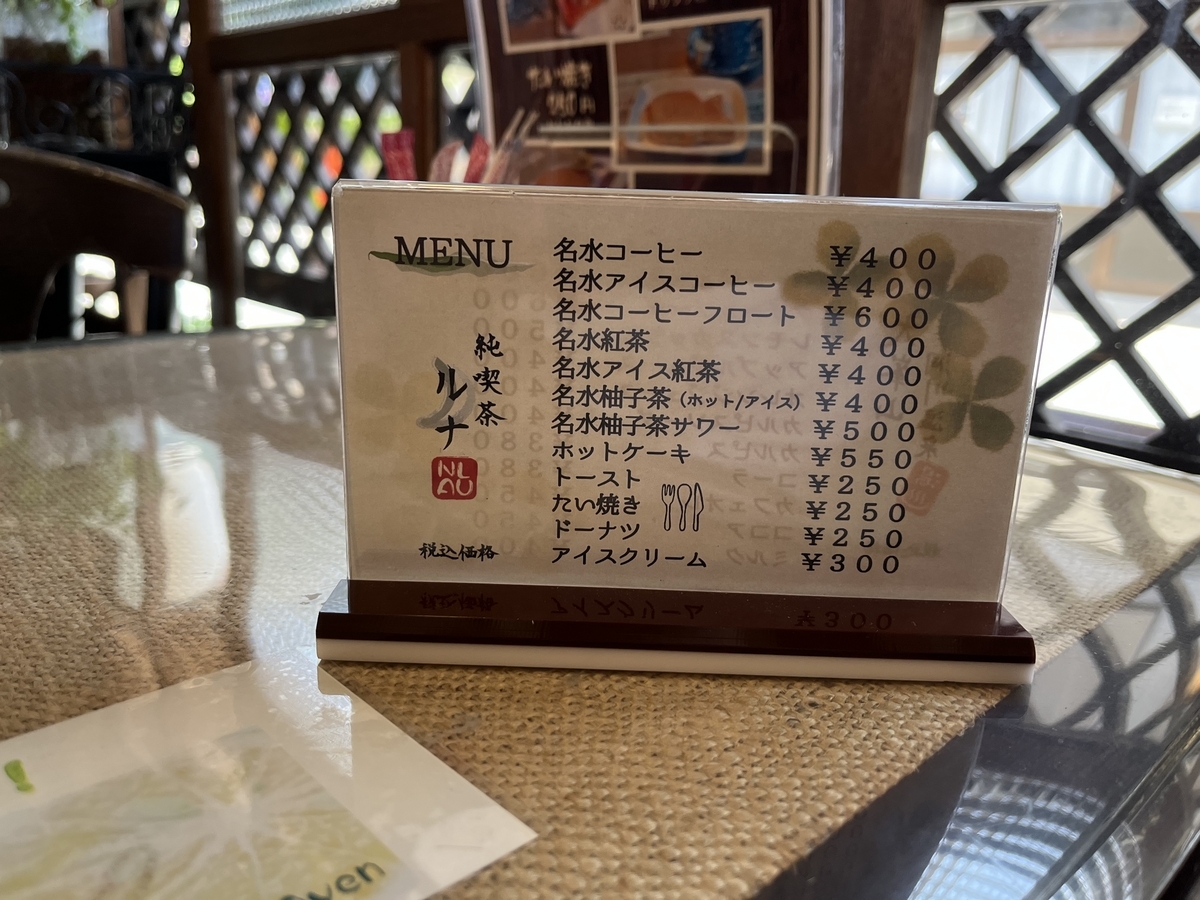 たい焼き
MENU
純喫茶
ルナ
税込価格
名水コーヒー ¥400
名水アイスコーヒー ¥400
名水コーヒーフロート ¥600
名水紅茶 ¥400
名水アイス紅茶 ¥400
名水柚子茶(ホット/アイス) ¥400
名水柚子茶サワー ¥500
ホットケーキ ¥550
トースト ¥250
たい焼き ¥250
ドーナツ ¥250
アイスクリーム ¥300